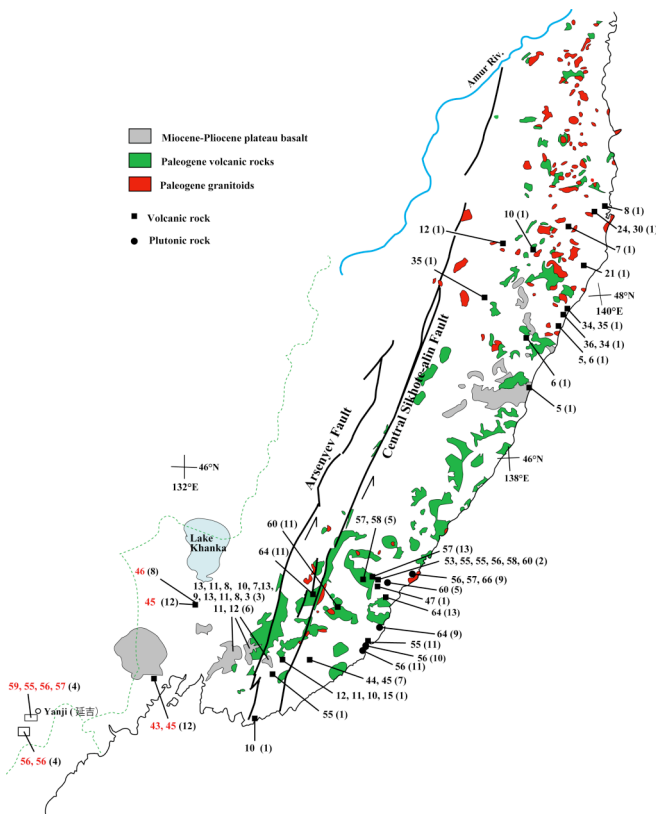 Amur Riv.
Miocene-Pliocene plateau basalt
Paleogene volcanic rocks
Paleogene granitoids
Volcanic rock
Plutonic rock
8 (1)
24, 30 (1)
10 (1)
7 (1)
12 (1)
21 (1)
35 (1)
48°N
140°E
34, 35 (1)
36, 34 (1)
5, 6 (1)
6 (1)
5 (1)
Central Sikhote-alin Fault
Arsenyev Fault
46°N
138°E
46°N
132°E
Lake
Khanka
60 (11)
64 (11)
57, 58 (5)
57 (13)
53, 55, 55, 56, 58, 60 (2)
56, 57, 66 (9)
60 (5)
47 (1)
64 (13)
46 (8)
45 (12)
13, 11, 8, 10, 7,13,
9, 13, 11, 8, 3 (3)
11, 12 (6)
64 (9)
55 (11)
56 (10)
56 (11)
44, 45 (7)
12, 11, 10, 15 (1)
55 (1)
10 (1)
59, 55, 56, 57 (4)
Yanji (延吉)
43, 45 (12)
56, 56 (4)